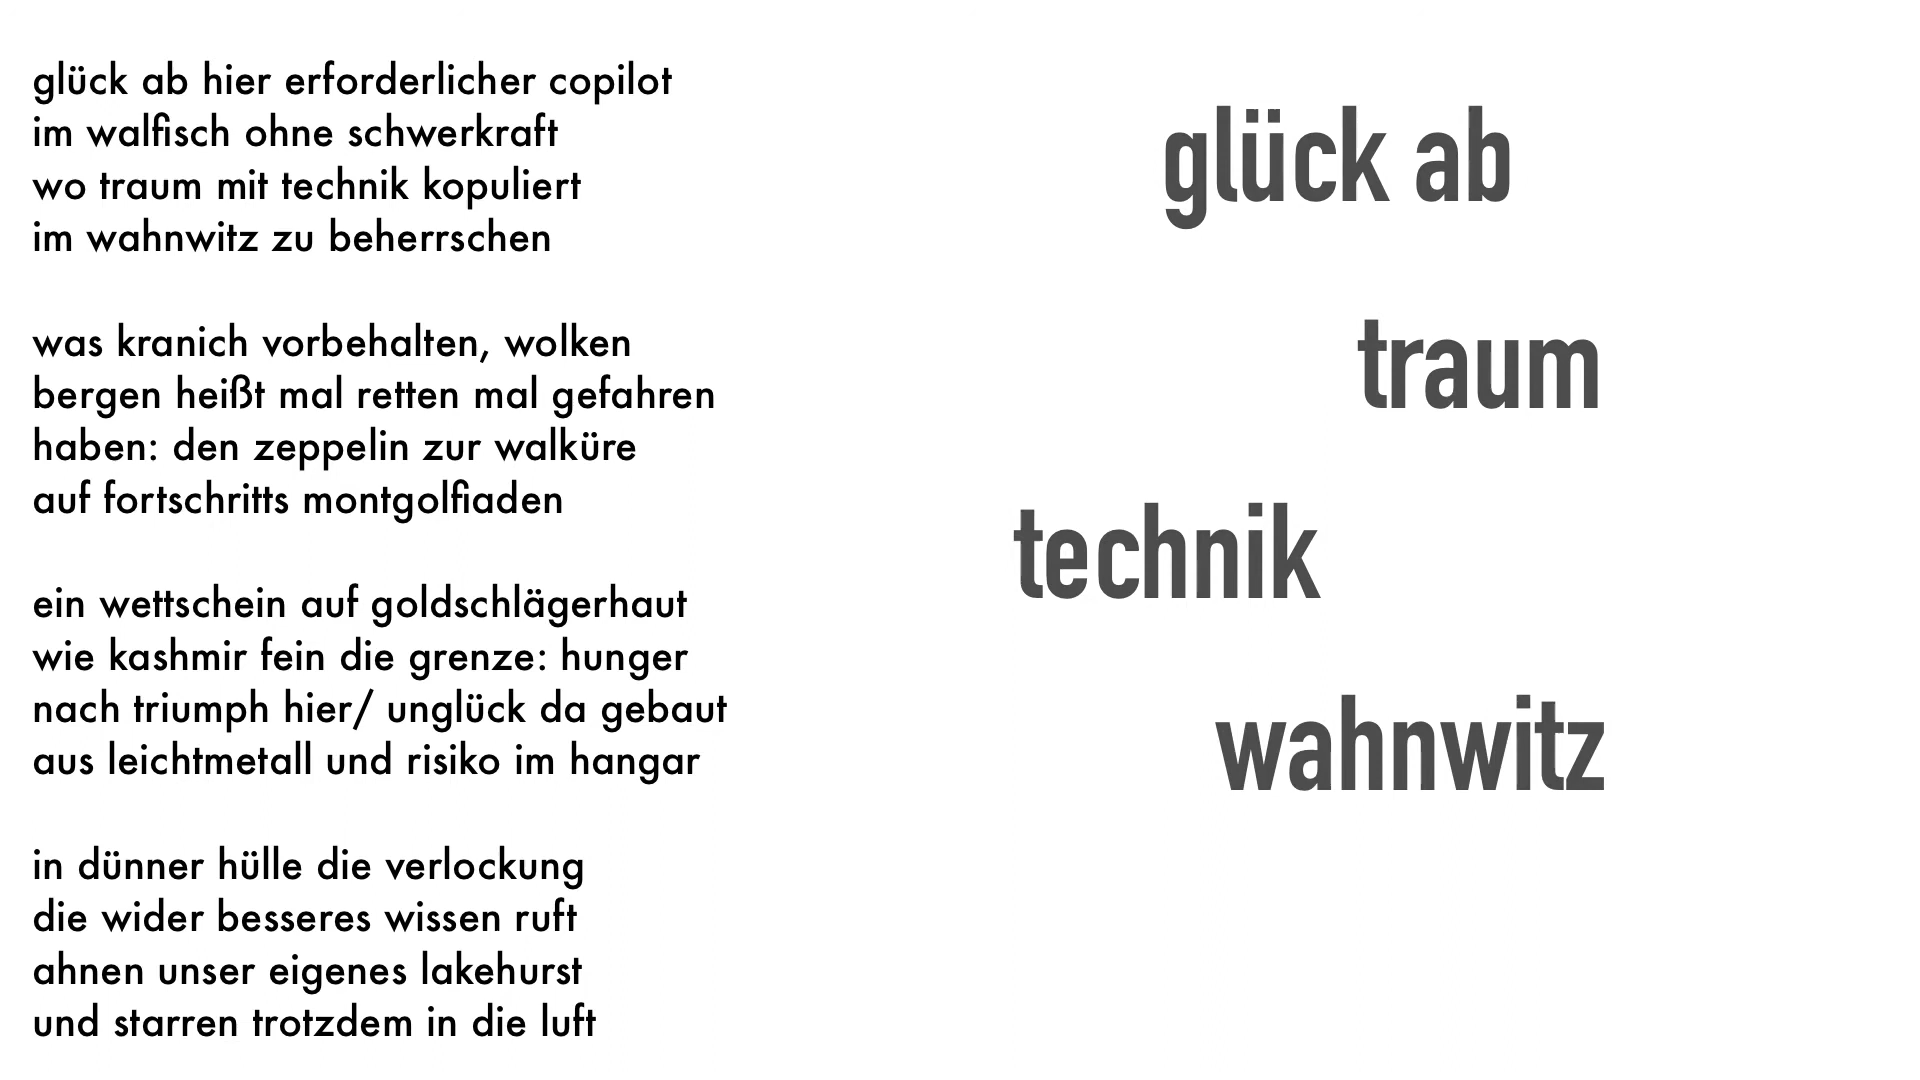 glück ab hier erforderlicher copilot
im walfisch ohne schwerkraft
wo traum mit technik kopuliert
im wahnwitz zu beherrschen

was kranich vorbehalten, wolken
bergen heißt mal retten mal gefahren
haben: den zeppelin zur walküre
auf fortschritts montgolfiaden

ein wettschein auf goldschlägerhaut
wie kashmir fein die grenze: hunger
nach triumph hier/ unglück da gebaut
aus leichtmetall und risiko im hangar

in dünner hülle die verlockung
die wider besseres wissen ruft
ahnen unser eigenes lakehurst
und starren trotzdem in die luft

glück ab
traum
technik
wahnwitz